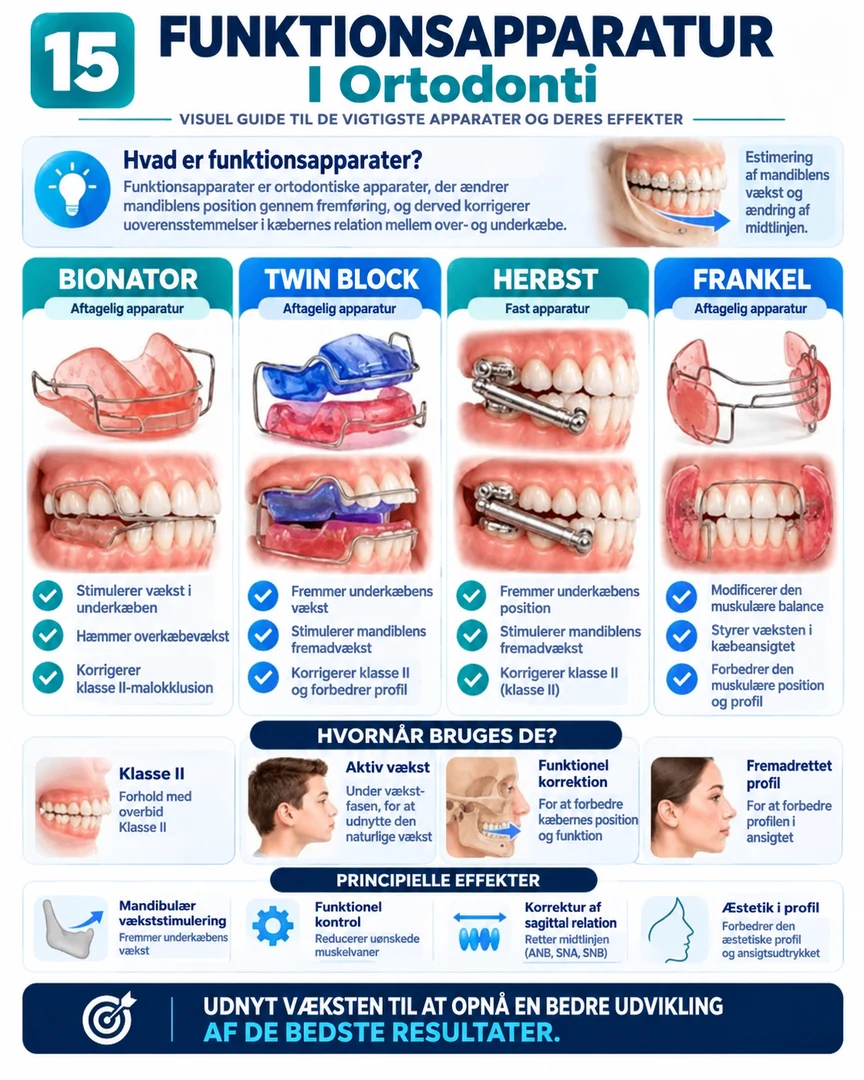 15
FUNKTIONSAPPARATUR
I Ortodonti
VISUEL GUIDE TIL DE VIGTIGSTE APPARATER OG DERES EFFEKTER
Hvad er funktionsapparater?
Funktionsapparater er ortodontiske apparater, der ændrer
mandiblens position gennem fremføring, og derved korrigerer
uoverensstemmelser i kæbernes relation mellem over- og underkæbe.
Estimering
af mandiblens
vækst og
ændring af
midtlinjen.
BIONATOR
Aftagelig apparatur
Stimulerer vækst i
underkæben
Hæmmer overkæbevækst
Korrigerer
klasse II-malokklusion
TWIN BLOCK
Aftagelig apparatur
Fremmer underkæbens
vækst
Stimulerer mandiblens
fremadvækst
Korrigerer klasse II
og forbedrer profil
HERBST
Fast apparatur
Fremmer underkæbens
position
Stimulerer mandiblens
fremadvækst
Korrigerer klasse II
(klasse II)
FRANKEL
Aftagelig apparatur
Modificerer den
muskulære balance
Styrer væksten i
kæbeansigtet
Forbedrer den
muskulære position
og profil
HVORNÅR BRUGES DE?
Klasse II
Forhold med
overbid
Klasse II
Aktiv vækst
Under vækst-
fasen, for at
udnytte den
naturlige vækst
Funktionel
korrektion
For at forbedre
kæbernes position
og funktion
Fremadrettet
profil
For at forbedre
profilen i
ansigtet
PRINCIPIELLE EFFEKTER
Mandibulær
vækststimulering
Fremmer underkæbens
vækst
Funktionel
kontrol
Reducerer uønskede
muskelvaner
Korrektur af
sagittal relation
Retter midtlinjen
(ANB, SNA, SNB)
Æstetik i profil
Forbedrer den
æstetiske profil
og ansigtsudtrykket
UDNYT VÆKSTEN TIL AT OPNÅ EN BEDRE UDVIKLING
AF DE BEDSTE RESULTATER.